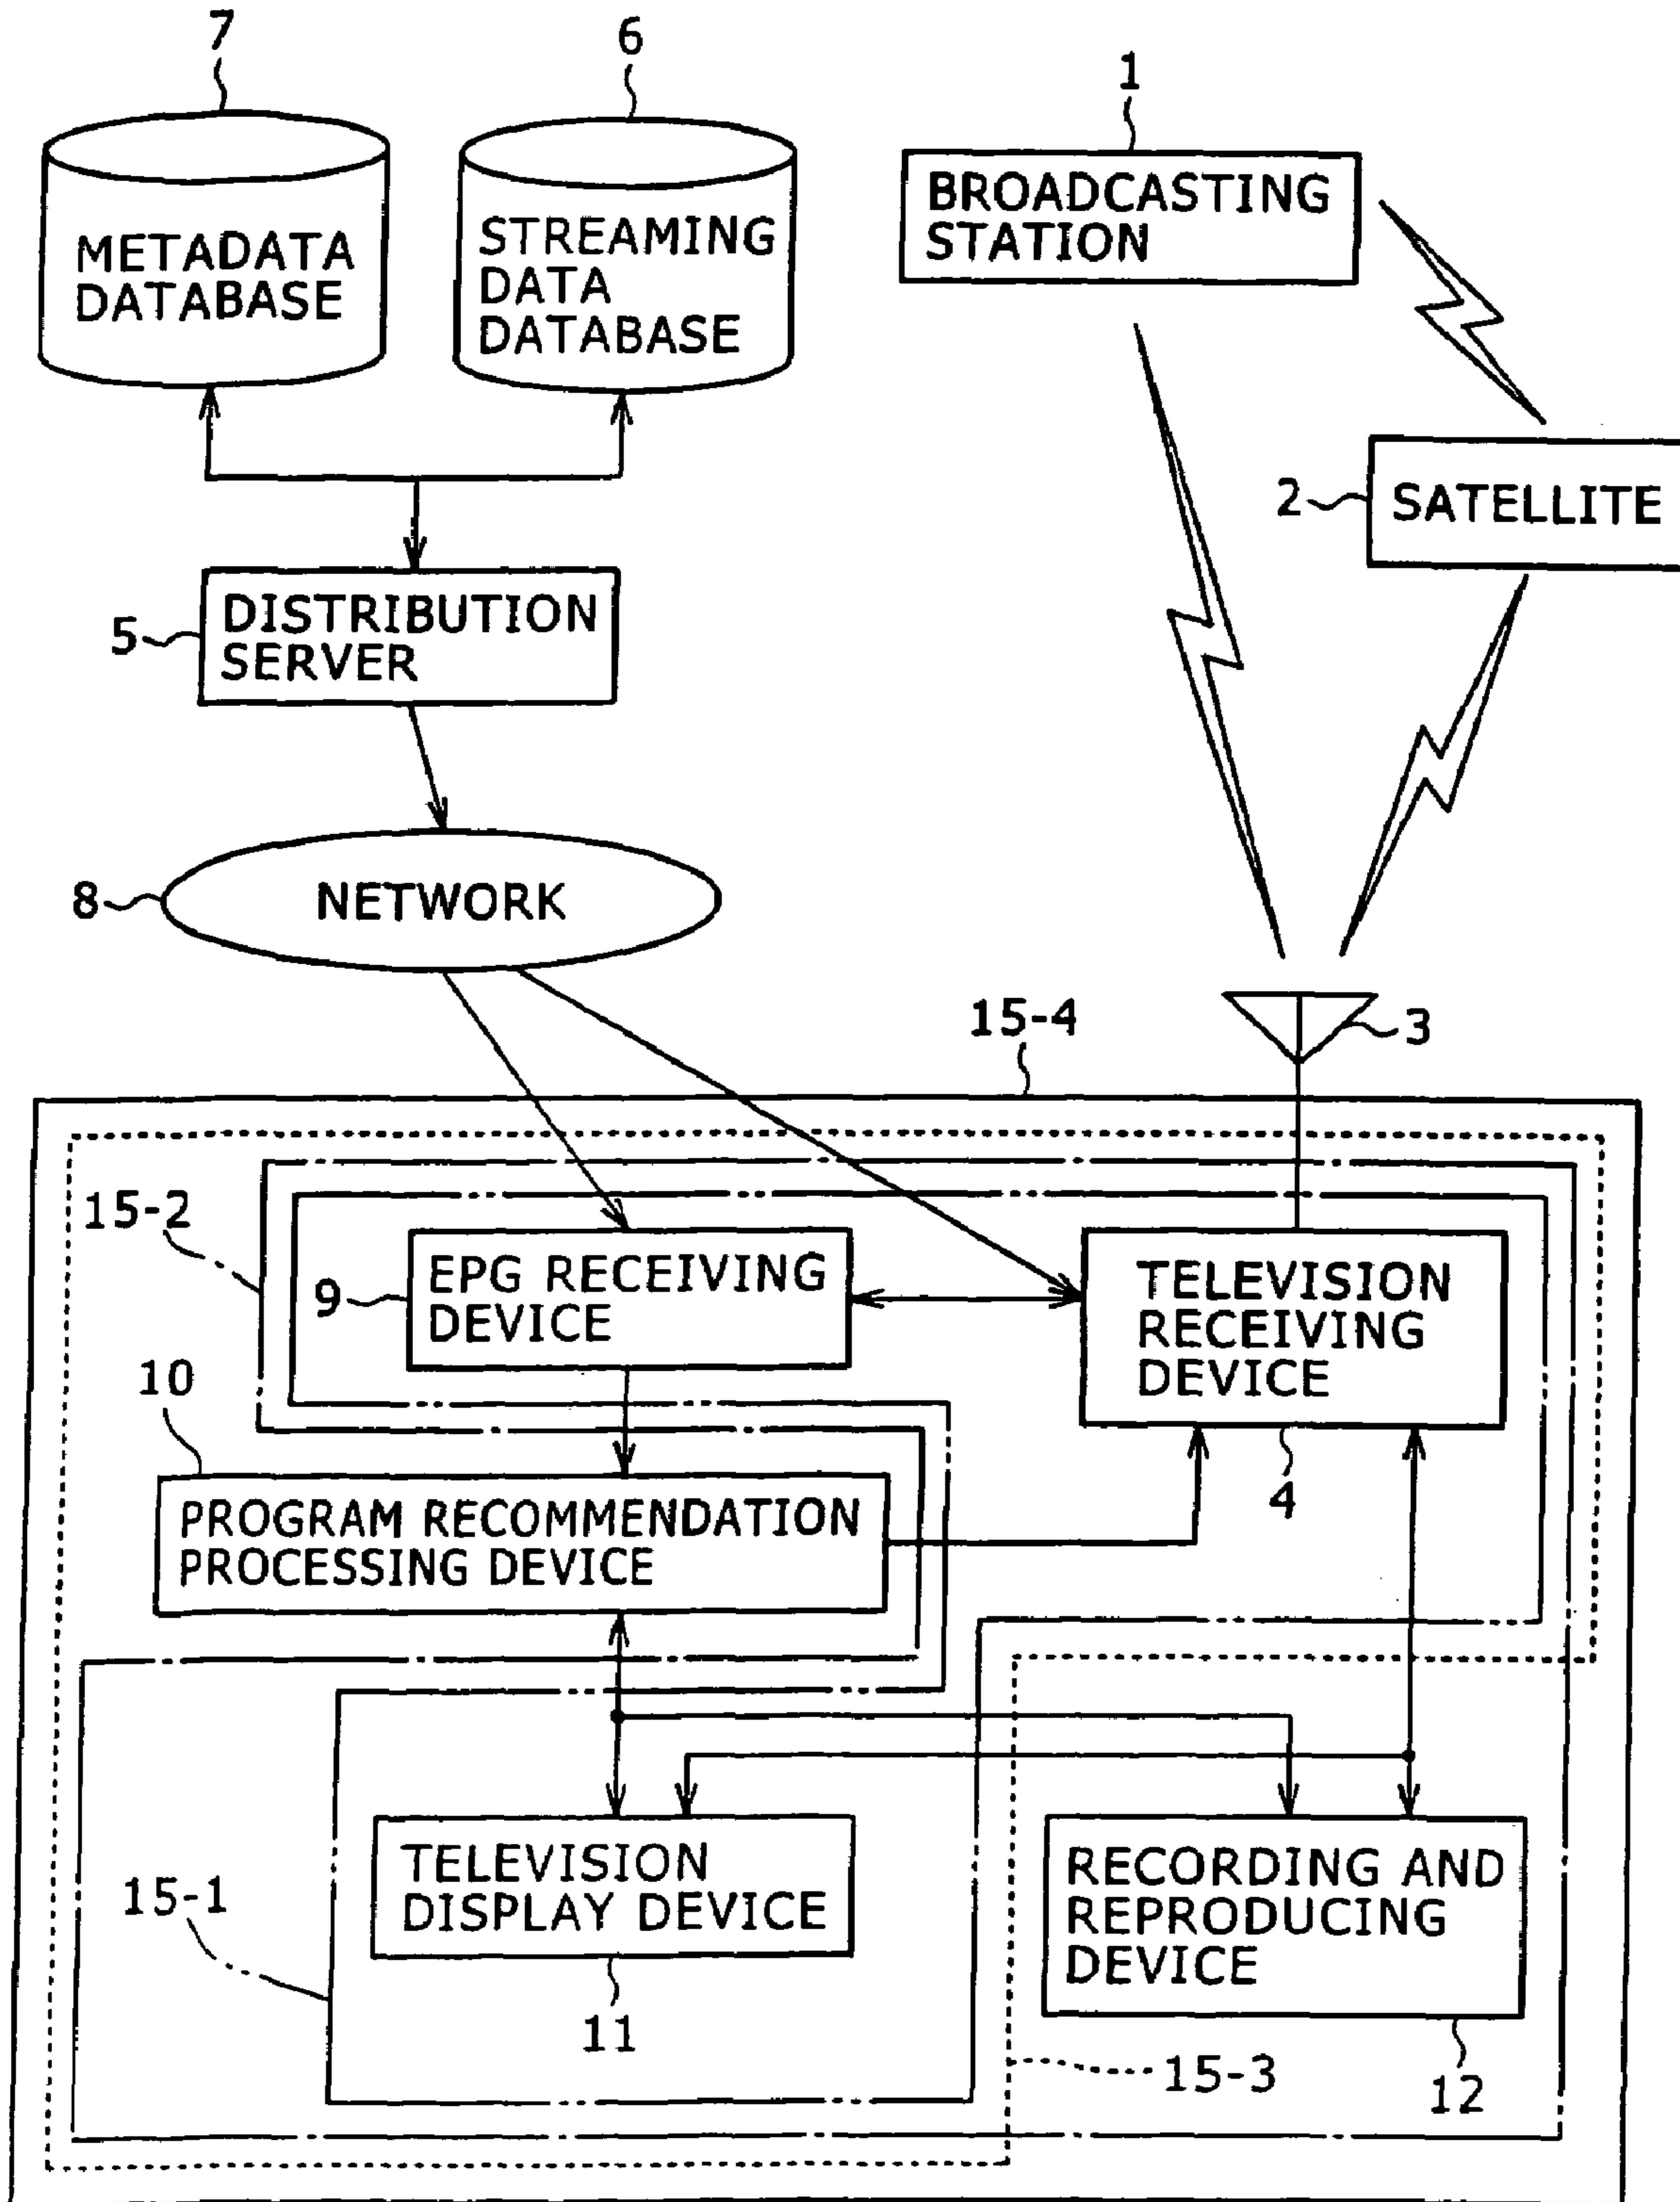 7
6
1
METADATA
DATABASE
STREAMING
DATA
DATABASE
BROADCASTING
STATION
2
SATELLITE
5
DISTRIBUTION
SERVER
8
NETWORK
15-4
3
15-2
9
EPG RECEIVING
DEVICE
TELEVISION
RECEIVING
DEVICE
10
4
PROGRAM RECOMMENDATION
PROCESSING DEVICE
15-1
TELEVISION
DISPLAY DEVICE
RECORDING AND
REPRODUCING
DEVICE
11
15-3
12